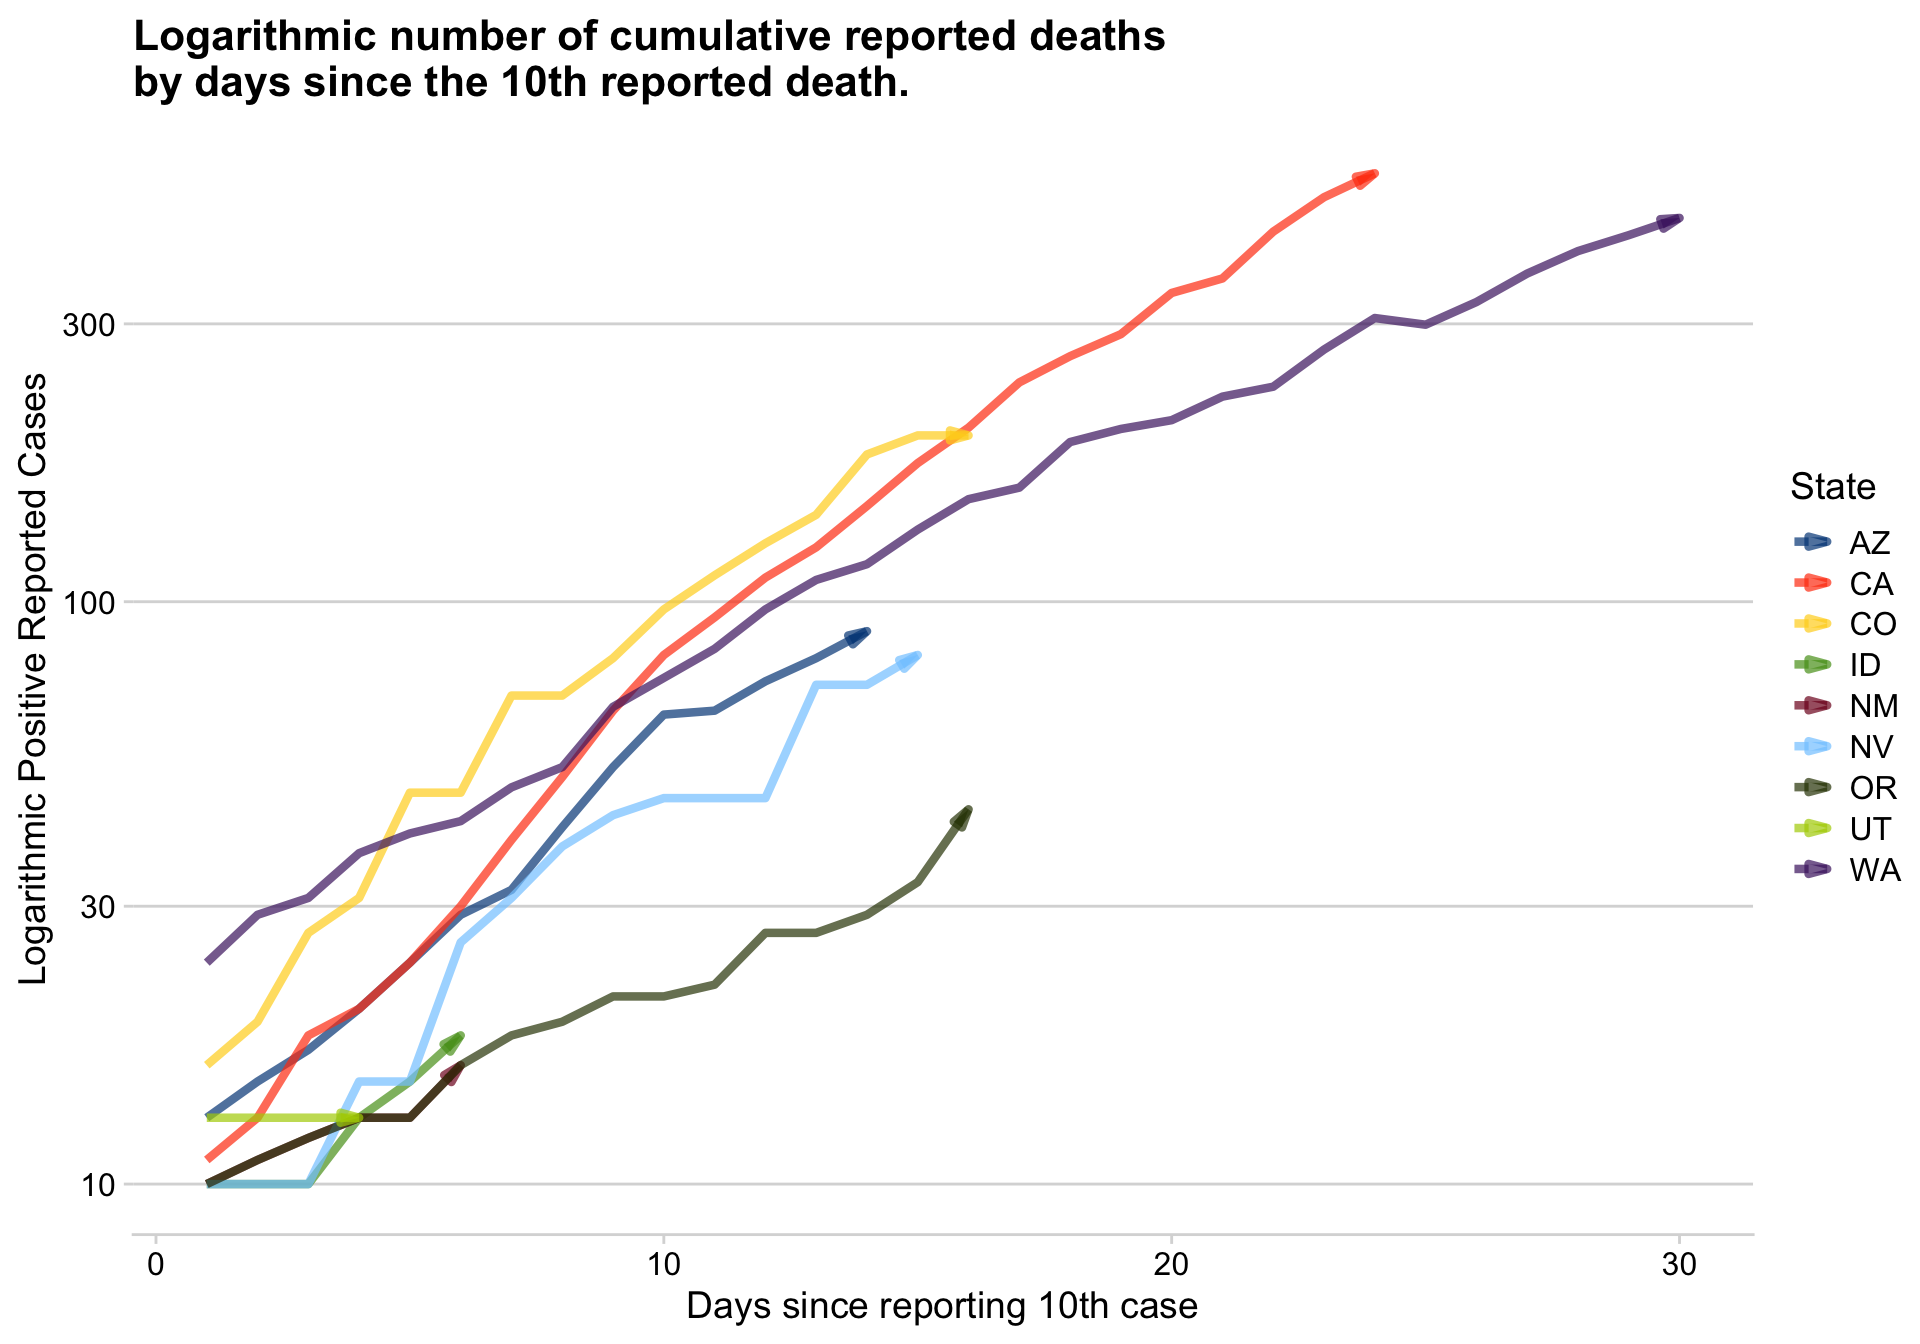 Logarithmic number of cumulative reported deaths
by days since the 10th reported death.
Logarithmic Positive Reported Cases
300
100
30
10
0
10
20
30
Days since reporting 10th case
State
AZ
CA
CO
ID
NM
NV
OR
UT
WA